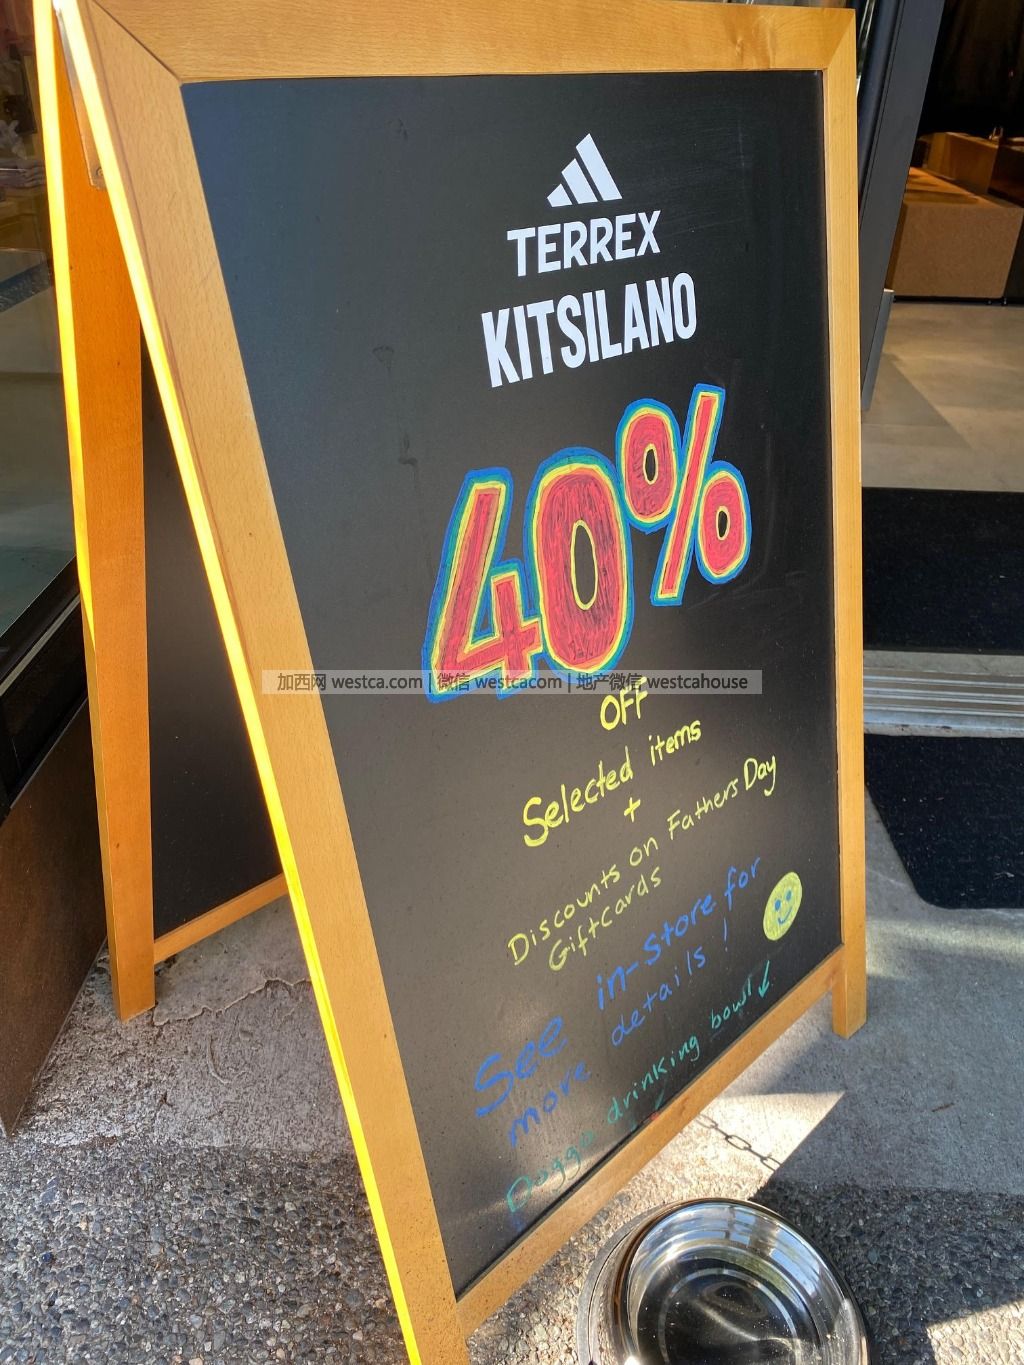 TERREX
KITSILANO
40%
加西网 westca.com | 微信 westcacom | 地产微信 westcahouse
OFF
Selected items
+
Discounts on Fathers Day
Giftcards
See in-store for
more details!
Doggo drinking bowl ↓